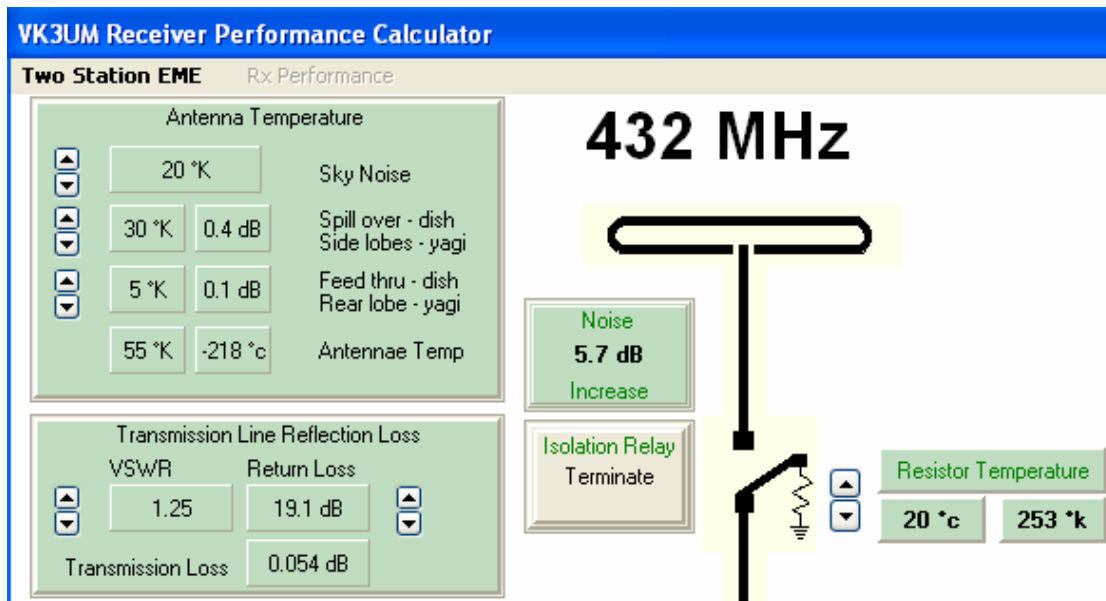 VK3UM Receiver Performance Calculator
Two Station EME Rx Performance
Antenna Temperature
20 °K Sky Noise
30 °K 0.4 dB Spill over - dish
Side lobes - yagi
5 °K 0.1 dB Feed thru - dish
Rear lobe - yagi
55 °K -218 °c Antennae Temp
Transmission Line Reflection Loss
VSWR Return Loss
1.25 19.1 dB
Transmission Loss 0.054 dB
432 MHz
Noise
5.7 dB
Increase
Isolation Relay
Terminate
Resistor Temperature
20 °c 253 °k